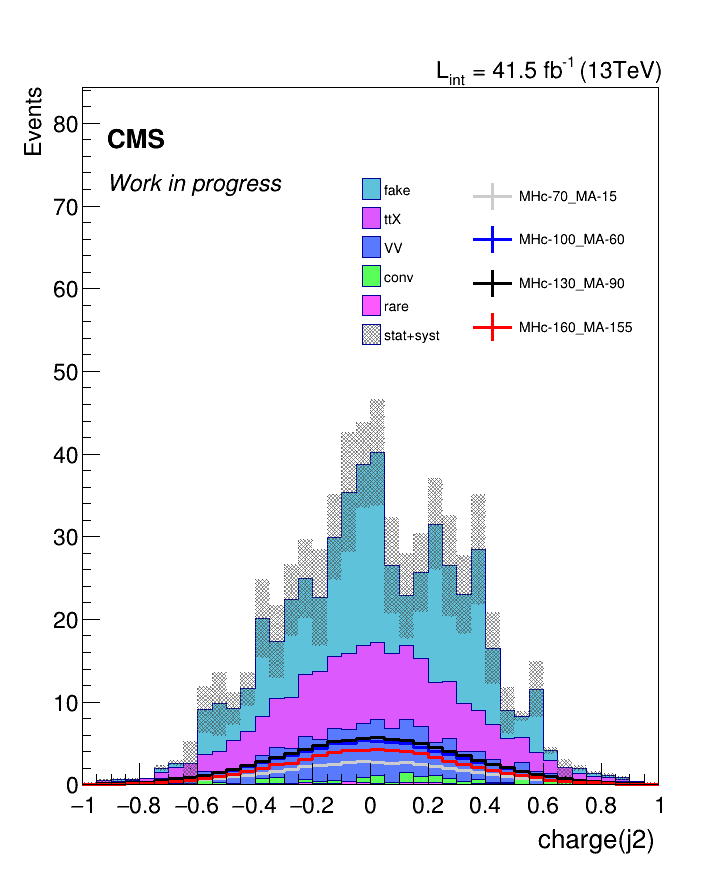 L_int = 41.5 fb^-1 (13TeV)
Events
CMS
Work in progress
fake
ttX
VV
conv
rare
stat+syst
MHc-70_MA-15
MHc-100_MA-60
MHc-130_MA-90
MHc-160_MA-155
80
70
60
50
40
30
20
10
0
−1 −0.8 −0.6 −0.4 −0.2 0 0.2 0.4 0.6 0.8 1
charge(j2)